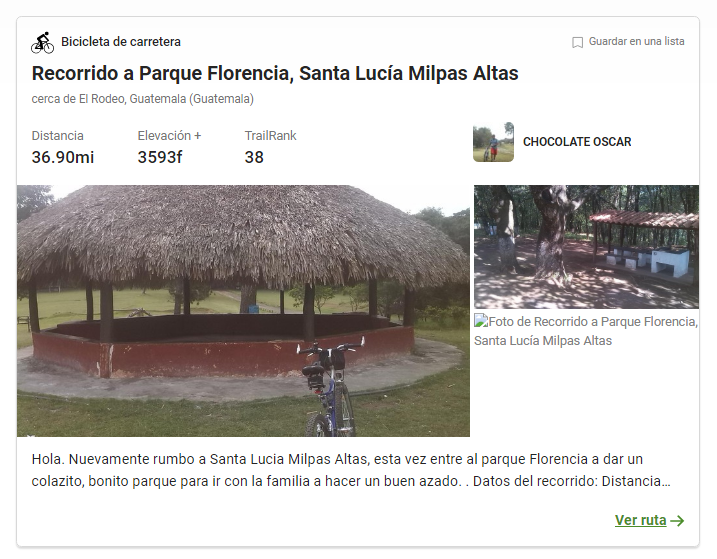 Bicicleta de carretera
Guardar en una lista
Recorrido a Parque Florencia, Santa Lucía Milpas Altas
cerca de El Rodeo, Guatemala (Guatemala)
Distancia
Elevación +
TrailRank
36.90mi
3593f
38
CHOCOLATE OSCAR
Foto de Recorrido a Parque Florencia,
Santa Lucía Milpas Altas
Hola. Nuevamente rumbo a Santa Lucia Milpas Altas, esta vez entre al parque Florencia a dar un
colazito, bonito parque para ir con la familia a hacer un buen azado. . Datos del recorrido: Distancia...
Ver ruta